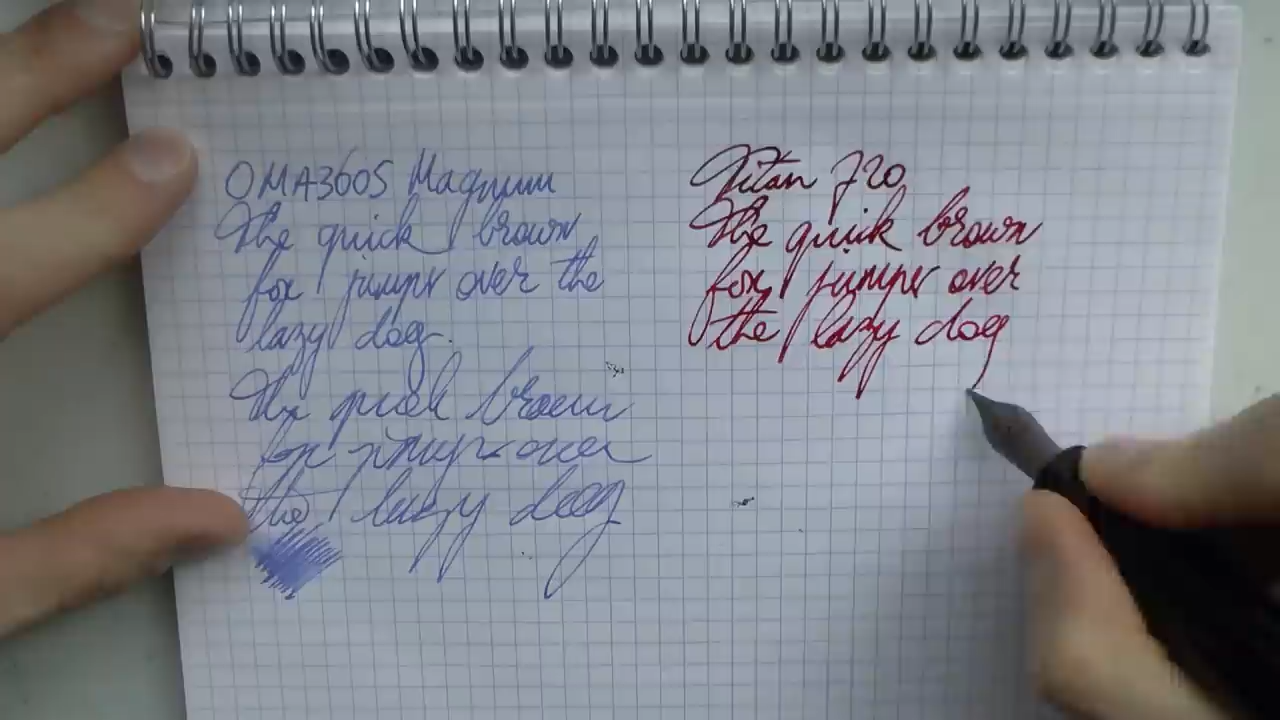 OMA360S Magnum
The quick brown
fox jumps over the
lazy dog.
The quick brown
fox jumps over
the lazy dog
Titan 720
The quick brown
fox jumps over
the lazy dog